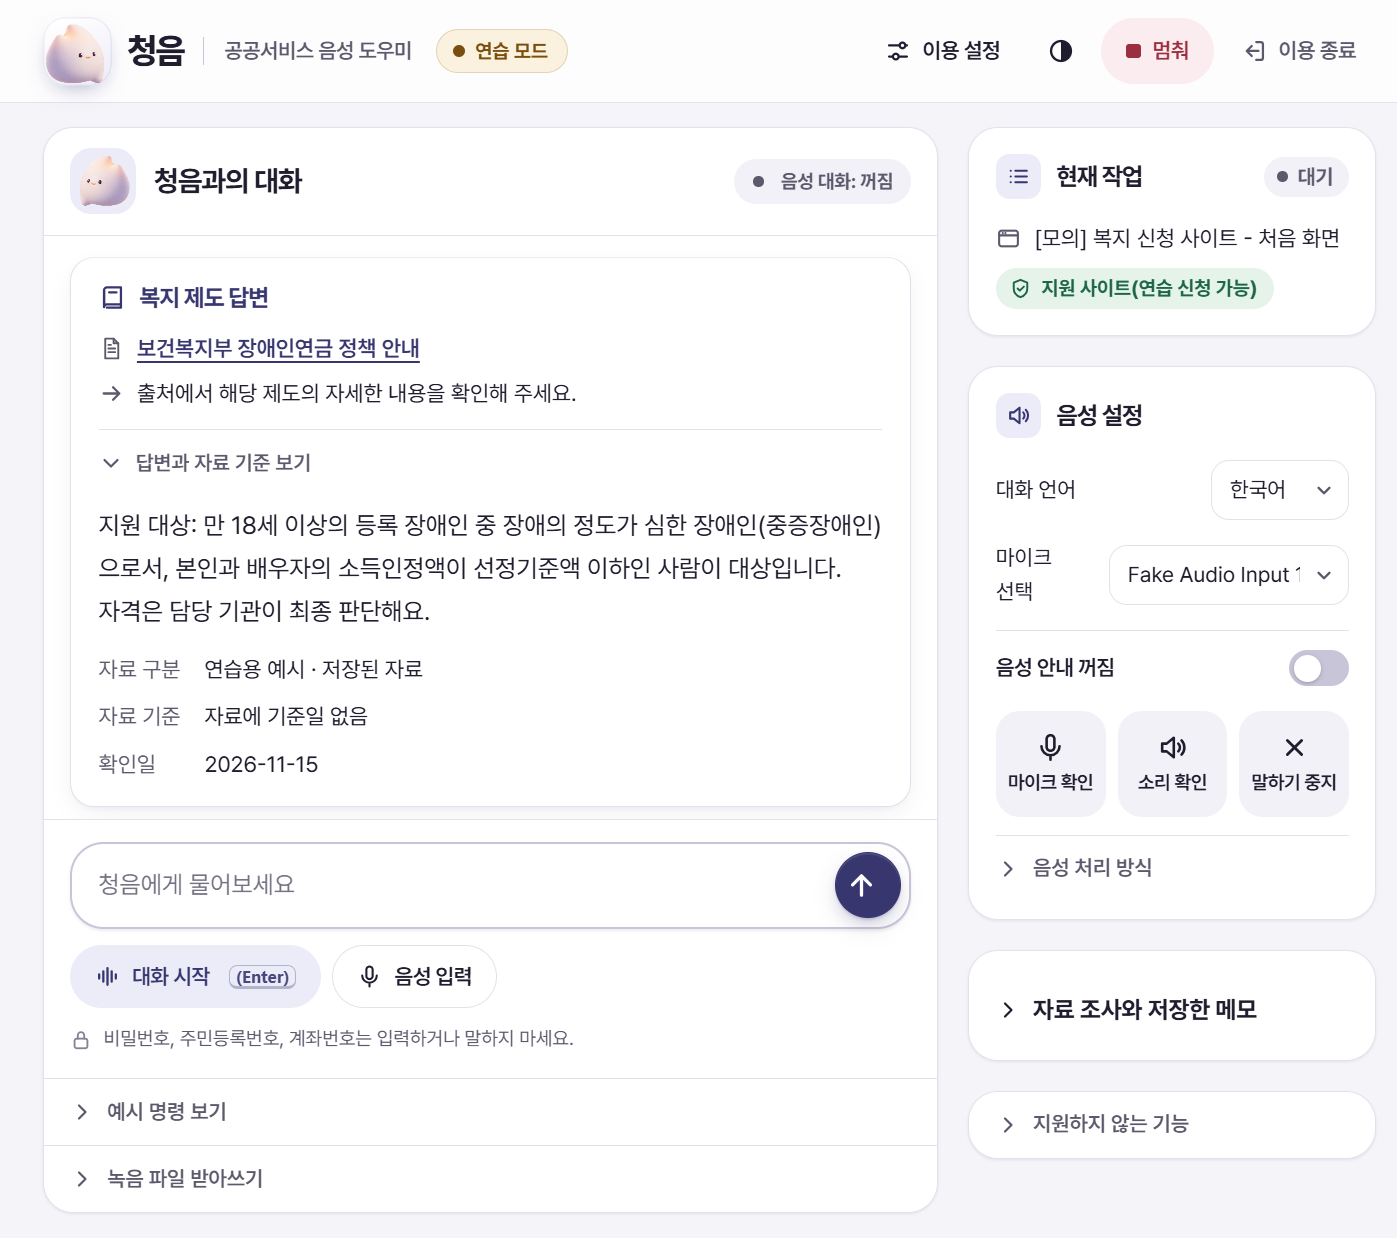 청음
공공서비스 음성 도우미
연습 모드
이용 설정
멈춰
이용 종료
청음과의 대화
음성 대화: 꺼짐
복지 제도 답변
보건복지부 장애인연금 정책 안내
출처에서 해당 제도의 자세한 내용을 확인해 주세요.
답변과 자료 기준 보기
지원 대상: 만 18세 이상의 등록 장애인 중 장애의 정도가 심한 장애인(중증장애인)
으로서, 본인과 배우자의 소득인정액이 선정기준액 이하인 사람이 대상입니다.
자격은 담당 기관이 최종 판단해요.
자료 구분 연습용 예시 · 저장된 자료
자료 기준 자료에 기준일 없음
확인일 2026-11-15
청음에게 물어보세요
대화 시작 (Enter)
음성 입력
비밀번호, 주민등록번호, 계좌번호는 입력하거나 말하지 마세요.
예시 명령 보기
녹음 파일 받아쓰기
현재 작업
대기
[모의] 복지 신청 사이트 - 처음 화면
지원 사이트(연습 신청 가능)
음성 설정
대화 언어
한국어
마이크
선택
Fake Audio Input 1
음성 안내 꺼짐
마이크 확인
소리 확인
말하기 중지
음성 처리 방식
자료 조사와 저장한 메모
지원하지 않는 기능